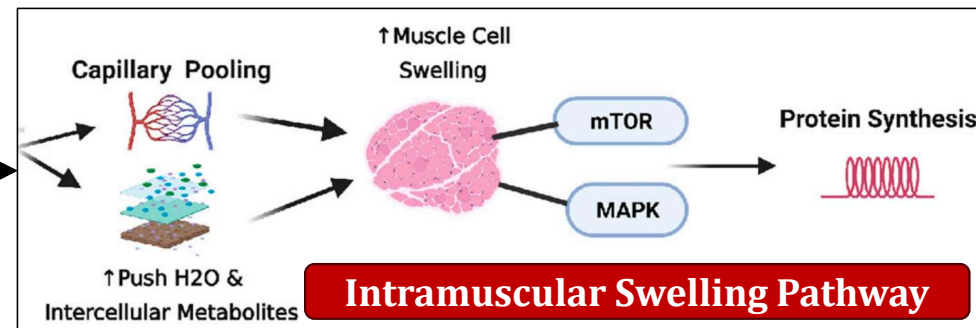 Capillary Pooling
↑Push H2O &
Intercellular Metabolites
↑Muscle Cell
Swelling
mTOR
MAPK
Protein Synthesis
Intramuscular Swelling Pathway